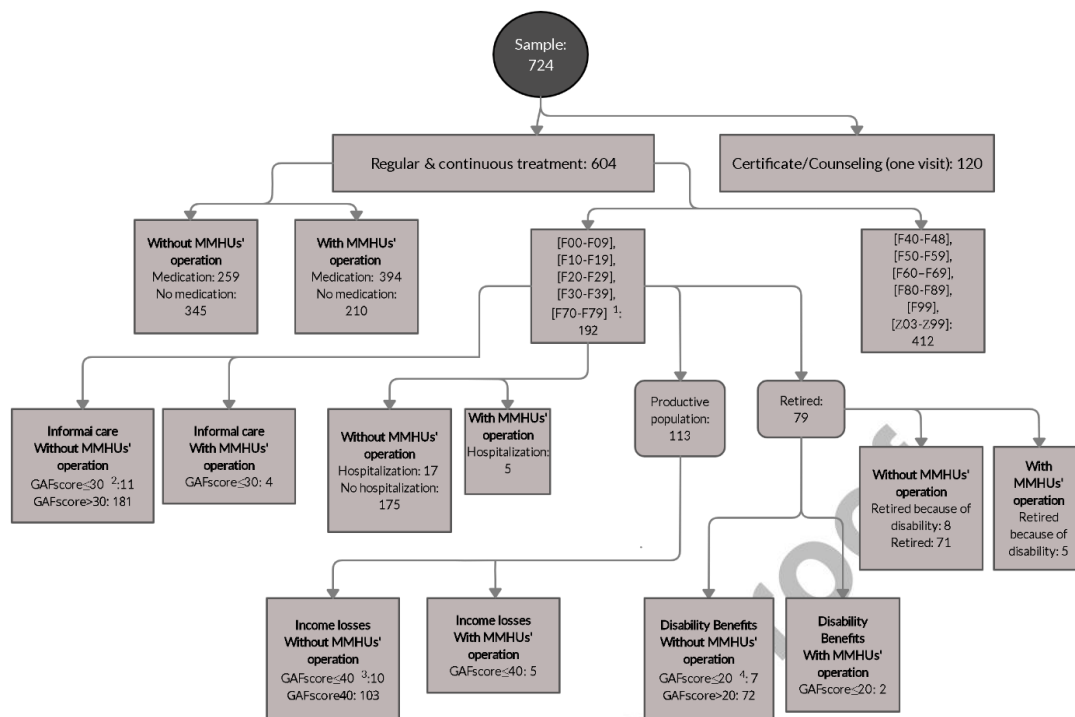 Sample:
724
Regular & continuous treatment: 604
Certificate/Counseling (one visit): 120
Without MMHUs'
operation
Medication: 259
No medication:
345
With MMHUs'
operation
Medication: 394
No medication:
210
[F00-F09],
[F10-F19],
[F20-F29],
[F30-F39],
[F70-F79] 1:
192
[F40-F48],
[F50-F59],
[F60–F69],
[F80-F89],
[F99],
[Z03-Z99]:
412
Informai care
Without MMHUs'
operation
GAFscore≤30 2:11
GAFscore>30: 181
Informal care
With MMHUs'
operation
GAFscore≤30: 4
Without MMHUs'
operation
Hospitalization: 17
No hospitalization:
175
With MMHUs'
operation
Hospitalization:
5
Productive
population:
113
Retired:
79
Without MMHUs'
operation
Retired because of
disability: 8
Retired: 71
With
MMHUs'
operation
Retired
because of
disability: 5
Income losses
Without MMHUs'
operation
GAFscore≤40 3:10
GAFscore40: 103
Income losses
With MMHUs'
operation
GAFscore≤40: 5
Disability Benefits
Without MMHUs'
operation
GAFscore≤20 4: 7
GAFscore>20: 72
Disability
Benefits
With MMHUs'
operation
GAFscore≤20: 2